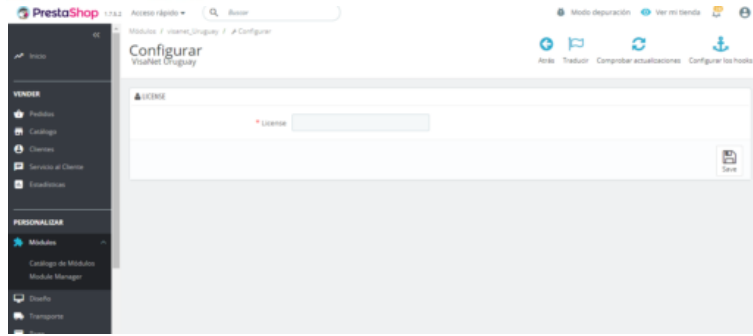 PrestaShop 1.7.8.2 Acceso rápido Buscar Modo depuración Ver mi tienda
Módulos / visanet_Uruguay / Configurar
Configurar
VisaNet Uruguay
Atrás Traducir Comprobar actualizaciones Configurar los hooks
Inicio
VENDER
Pedidos
Catálogo
Clientes
Servicio al Cliente
Estadísticas
LICENSE
* License
Save
PERSONALIZAR
Módulos
Catálogo de Módulos
Module Manager
Diseño
Transporte